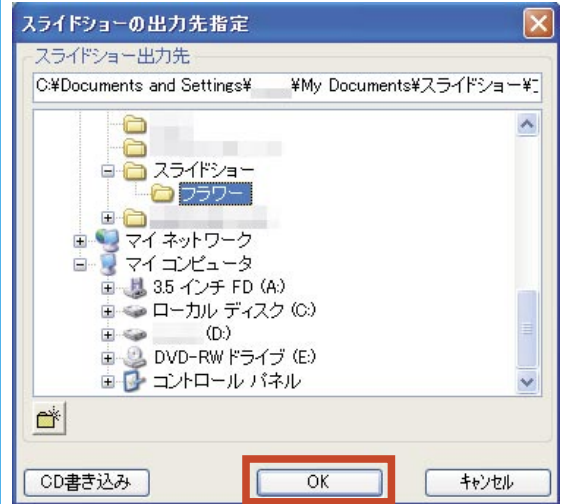 スライドショーの出力先指定
スライドショー出力先
C:¥Documents and Settings¥ ¥My Documents¥スライドショー¥
スライドショー
フラワー
マイ ネットワーク
マイ コンピュータ
3.5 インチ FD (A:)
ローカル ディスク (C:)
(D:)
DVD-RW ドライブ (E:)
コントロール パネル
CD書き込み
OK
キャンセル